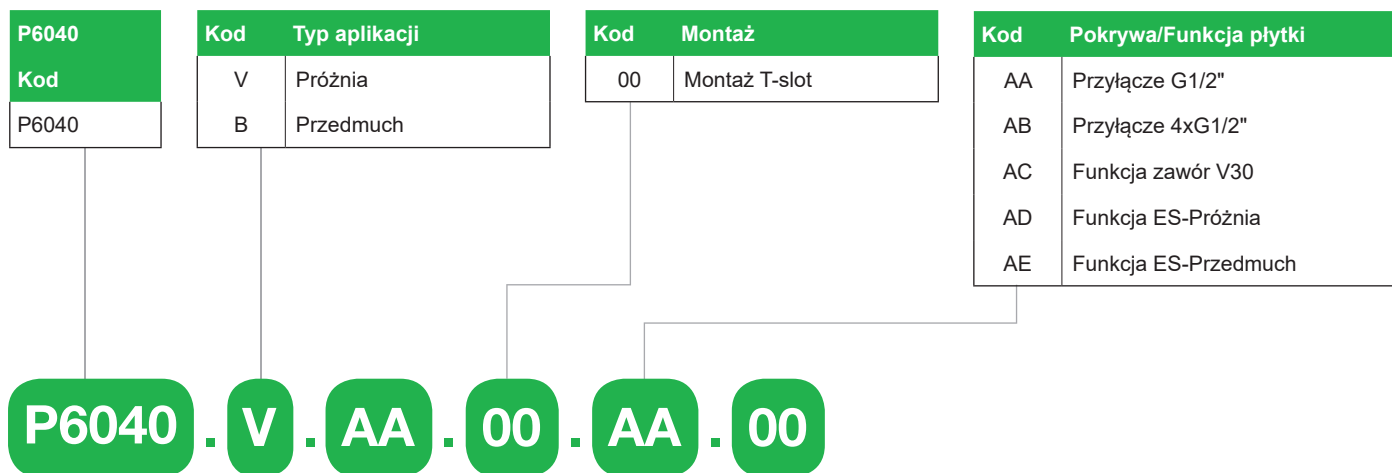 P6040
Kod
P6040
Kod Typ aplikacji
V Próżnia
B Przedmuch
Kod Montaż
00 Montaż T-slot
Kod Pokrywa/Funkcja płytki
AA Przyłącze G1/2"
AB Przyłącze 4xG1/2"
AC Funkcja zawór V30
AD Funkcja ES-Próżnia
AE Funkcja ES-Przedmuch
P6040.V.AA.00.AA.00